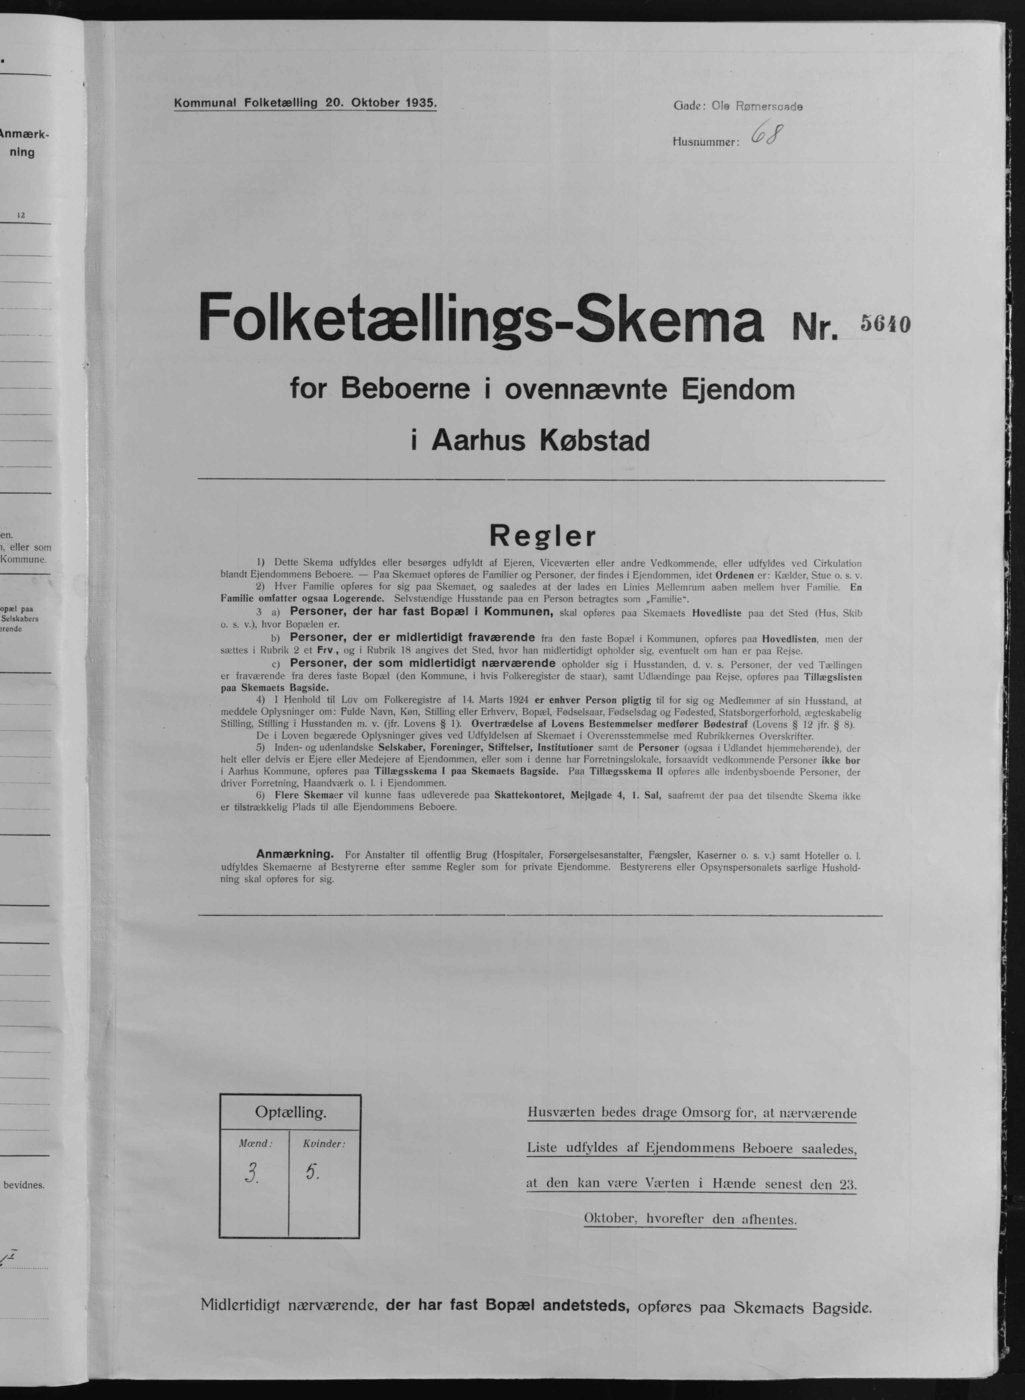 Anmærk-
ning
12
en.
n, eller som
Kommune.
opæl paa
Selskabers
erende
bevidnes.
Kommunal Folketælling 20. Oktober 1935.
Gade: Ole Rømersgade
Husnummer: 68
Folketællings-Skema Nr. 5640
for Beboerne i ovennævnte Ejendom
i Aarhus Købstad
Regler
1) Dette Skema udfyldes eller besørges udfyldt af Ejeren, Viceværten eller andre Vedkommende, eller udfyldes ved Cirkulation
blandt Ejendommens Beboere. — Paa Skemaet opføres de Familier og Personer, der findes i Ejendommen, idet Ordenen er: Kælder, Stue o. s. v.
2) Hver Familie opføres for sig paa Skemaet, og saaledes at der lades en Linies Mellemrum aaben mellem hver Familie. En
Familie omfatter ogsaa Logerende. Selvstændige Husstande paa en Person betragtes som „Familie“.
3 a) Personer, der har fast Bopæl i Kommunen, skal opføres paa Skemaets Hovedliste paa det Sted (Hus, Skib
o. s. v.), hvor Bopælen er.
b) Personer, der er midlertidigt fraværende fra den faste Bopæl i Kommunen, opføres paa Hovedlisten, men der
sættes i Rubrik 2 et Frv., og i Rubrik 18 angives det Sted, hvor han midlertidigt opholder sig, eventuelt om han er paa Rejse.
c) Personer, der som midlertidigt nærværende opholder sig i Husstanden, d. v. s. Personer, der ved Tællingen
er fraværende fra deres faste Bopæl (den Kommune, i hvis Folkeregister de staar), samt Udlændinge paa Rejse, opføres paa Tillægslisten
paa Skemaets Bagside.
4) I Henhold til Lov om Folkeregistre af 14. Marts 1924 er enhver Person pligtig til for sig og Medlemmer af sin Husstand, at
meddele Oplysninger om: Fulde Navn, Køn, Stilling eller Erhverv, Bopæl, Fødselsaar, Fødselsdag og Fødested, Statsborgerforhold, ægteskabelig
Stilling, Stilling i Husstanden m. v. (jfr. Lovens § 1). Overtrædelse af Lovens Bestemmelser medfører Bødestraf (Lovens § 12 jfr. § 8).
De i Loven begærede Oplysninger gives ved Udfyldelsen af Skemaet i Overensstemmelse med Rubrikkernes Overskrifter.
5) Inden- og udenlandske Selskaber, Foreninger, Stiftelser, Institutioner samt de Personer (ogsaa i Udlandet hjemmehørende), der
helt eller delvis er Ejere eller Medejere af Ejendommen, eller som i denne har Forretningslokale, forsaavidt vedkommende Personer ikke bor
i Aarhus Kommune, opføres paa Tillægsskema I paa Skemaets Bagside. Paa Tillægsskema II opføres alle indenbysboende Personer, der
driver Forretning, Haandværk o. l. i Ejendommen.
6) Flere Skemaer vil kunne faas udleverede paa Skattekontoret, Mejlgade 4, 1. Sal, saafremt der paa det tilsendte Skema ikke
er tilstrækkelig Plads til alle Ejendommens Beboere.
Anmærkning. For Anstalter til offentlig Brug (Hospitaler, Forsørgelsesanstalter, Fængsler, Kaserner o. s. v.) samt Hoteller o. l.
udfyldes Skemaerne af Bestyrerne efter samme Regler som for private Ejendomme. Bestyrerens eller Opsynspersonalets særlige Hushold-
ning skal opføres for sig.
Optælling.
Mænd: Kvinder:
3. 5.
Husværten bedes drage Omsorg for, at nærværende
Liste udfyldes af Ejendommens Beboere saaledes,
at den kan være Værten i Hænde senest den 23.
Oktober, hvorefter den afhentes.
Midlertidigt nærværende, der har fast Bopæl andetsteds, opføres paa Skemaets Bagside.